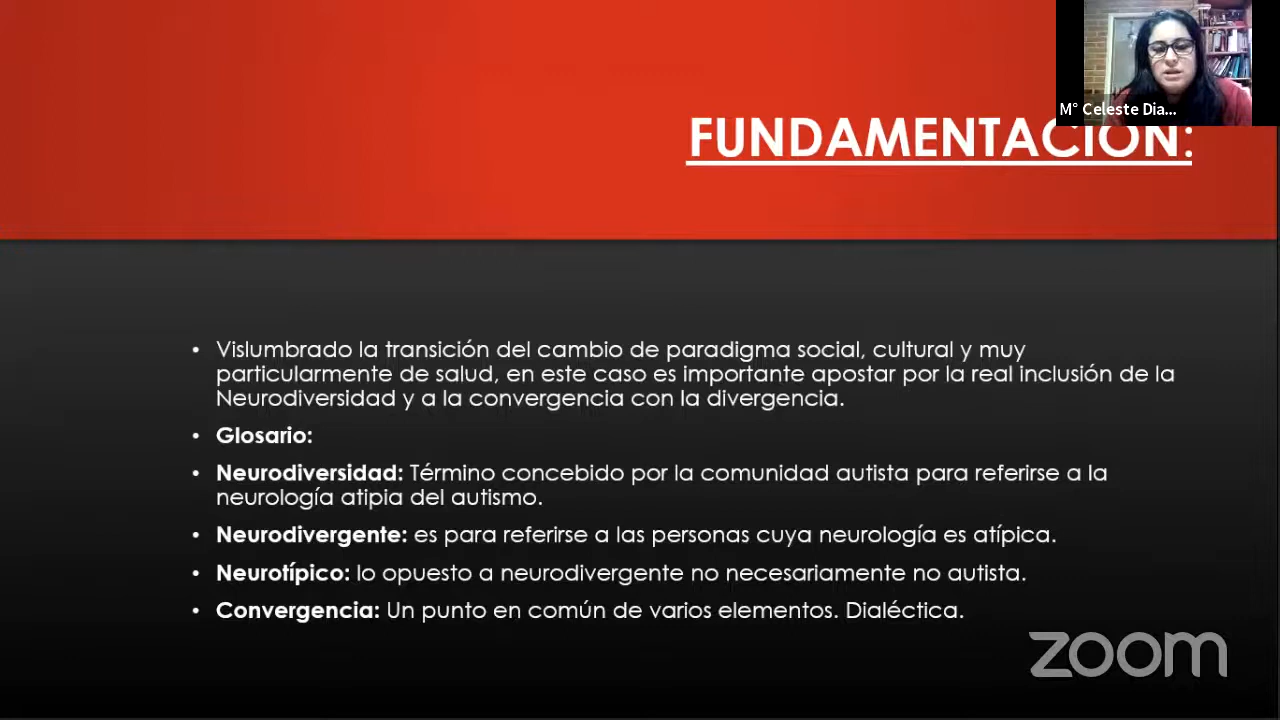 M° Celeste Dia...
FUNDAMENTACIÓN:
• Vislumbrado la transición del cambio de paradigma social, cultural y muy
particularmente de salud, en este caso es importante apostar por la real inclusión de la
Neurodiversidad y a la convergencia con la divergencia.
• Glosario:
• Neurodiversidad: Término concebido por la comunidad autista para referirse a la
neurología atipia del autismo.
• Neurodivergente: es para referirse a las personas cuya neurología es atípica.
• Neurotípico: lo opuesto a neurodivergente no necesariamente no autista.
• Convergencia: Un punto en común de varios elementos. Dialéctica.
zoom